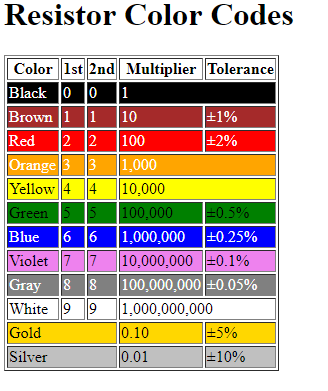 Resistor Color Codes
Color 1st 2nd Multiplier Tolerance
Black 0 0 1
Brown 1 1 10 ±1%
Red 2 2 100 ±2%
Orange 3 3 1,000
Yellow 4 4 10,000
Green 5 5 100,000 ±0.5%
Blue 6 6 1,000,000 ±0.25%
Violet 7 7 10,000,000 ±0.1%
Gray 8 8 100,000,000 ±0.05%
White 9 9 1,000,000,000
Gold 0.10 ±5%
Silver 0.01 ±10%